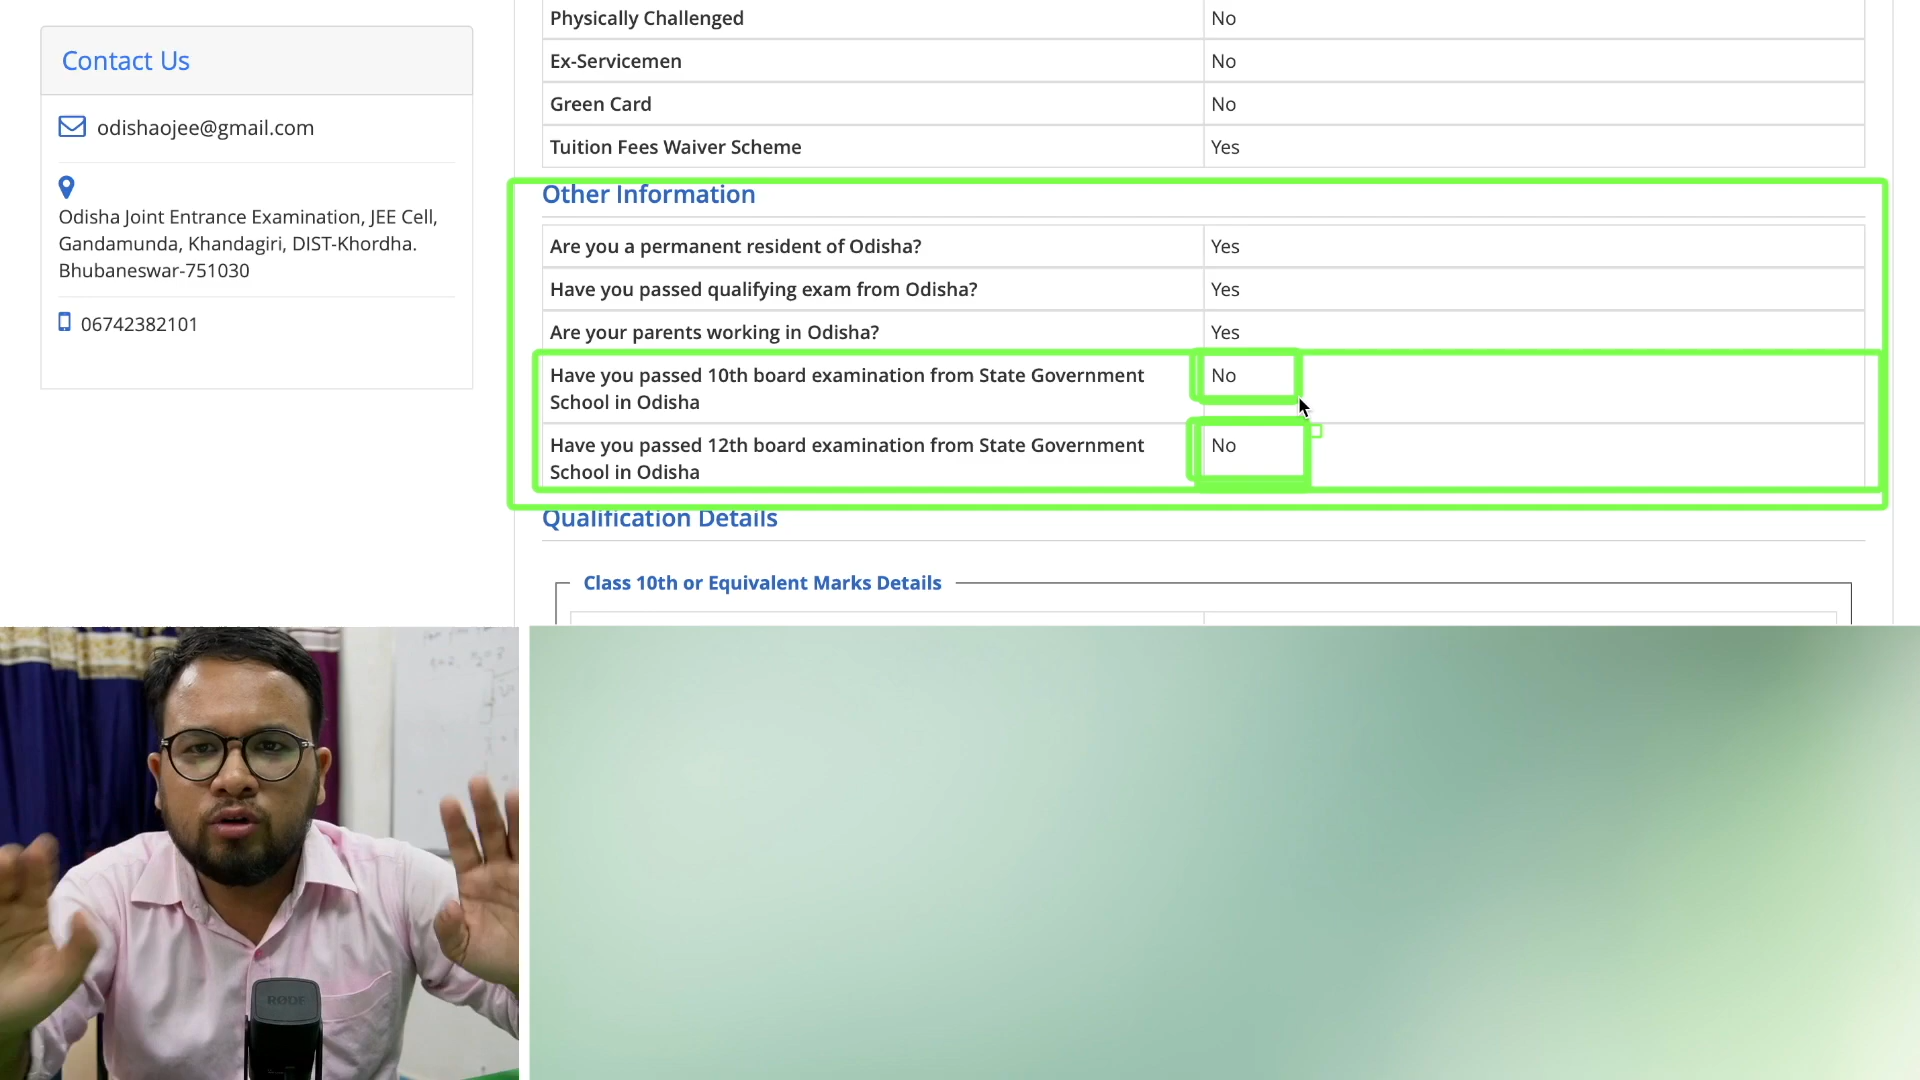 Physically Challenged No
Ex-Servicemen No
Green Card No
Tuition Fees Waiver Scheme Yes
Contact Us
odishaojee@gmail.com
Odisha Joint Entrance Examination, JEE Cell,
Gandamunda, Khandagiri, DIST-Khordha.
Bhubaneswar-751030
06742382101
Other Information
Are you a permanent resident of Odisha? Yes
Have you passed qualifying exam from Odisha? Yes
Are your parents working in Odisha? Yes
Have you passed 10th board examination from State Government No
School in Odisha
Have you passed 12th board examination from State Government No
School in Odisha
Qualification Details
Class 10th or Equivalent Marks Details
RØDE